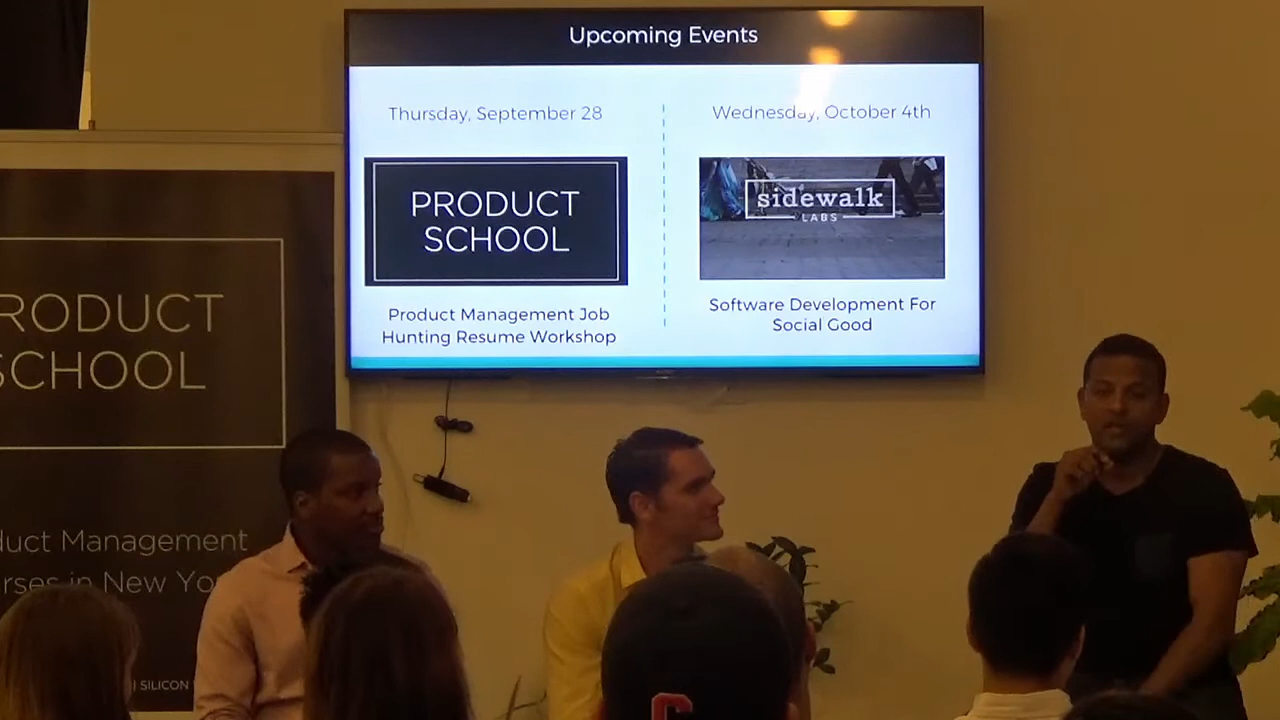 Upcoming Events
Thursday, September 28
PRODUCT
SCHOOL
Product Management Job
Hunting Resume Workshop
Wednesday, October 4th
sidewalk
LABS
Software Development For
Social Good
RODUCT
SCHOOL
duct Management
rses in New Yo
| SILICON
C